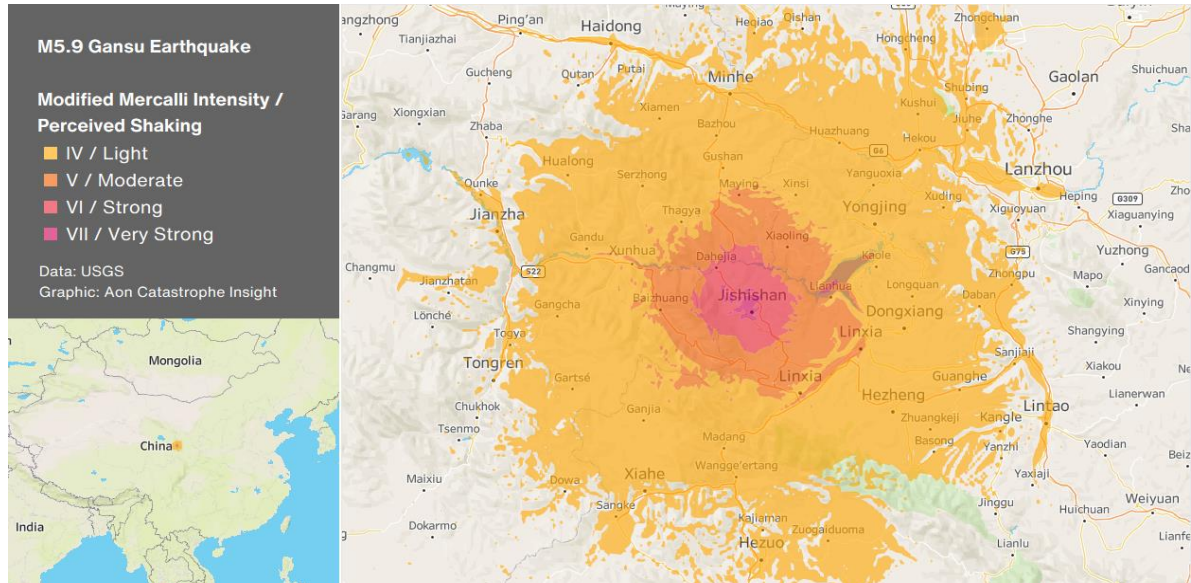 M5.9 Gansu Earthquake
Modified Mercalli Intensity /
Perceived Shaking
IV / Light
V / Moderate
VI / Strong
VII / Very Strong
Data: USGS
Graphic: Aon Catastrophe Insight
Mongolia
China
India
Ping'an
Haidong
Heqiao
Qishan
Zhongchuan
Tianjiazhai
Hongcheng
Gucheng
Qutan
Putai
Minhe
Gaolan
Shuichuan
Xiongxian
Xiamen
Kushui
Shubing
Zhaba
Bazhou
Huazhuang
Hekou
Jiuhe
Zhonghe
Hualong
Gushan
G6
Serzhong
Yanguoxia
Lanzhou
Qunke
Maying
Xinsi
Xuding
Heping
G309
Jianzha
Thagya
Yongjing
Xiguoyuan
Xiaguanying
Gandu
Xunhua
Xiaoling
Kaole
G75
Yuzhong
Changmu
S22
Dahejia
Zhongpu
Mapo
Gancaod
Jianzhatan
Baizhuang
Jishishan
Lianhua
Longquan
Daban
Xinying
Lönché
Gangcha
Dongxiang
Togya
Linxia
Shangying
Tongren
Sanjiaji
Xiakou
Gartsé
Linxia
Guanghe
Hezheng
Lianerwan
Chukhok
Ganjia
Zhuangkeji
Kangle
Lintao
Tsenmo
Madang
Basong
Yanzhi
Yaodian
Maixiu
Dowa
Xiahe
Wangge'ertang
Yaxiaji
Sangke
Jinggu
Weiyuan
Huichuan
Dokarmo
Kajiaman
Zuogaiduoma
Hezuo
Lianlu